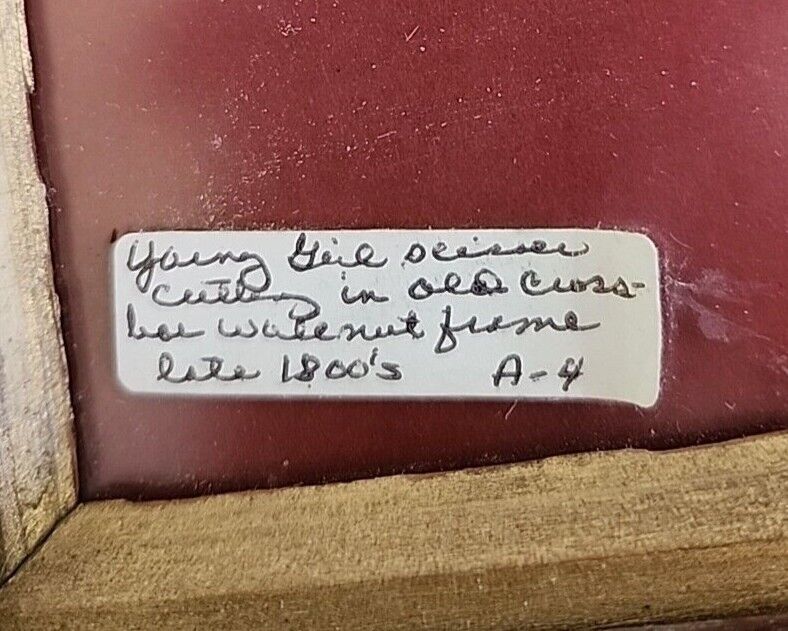 Young Girl scissor
cutting in old cross-
bar walnut frame
late 1800's A-4